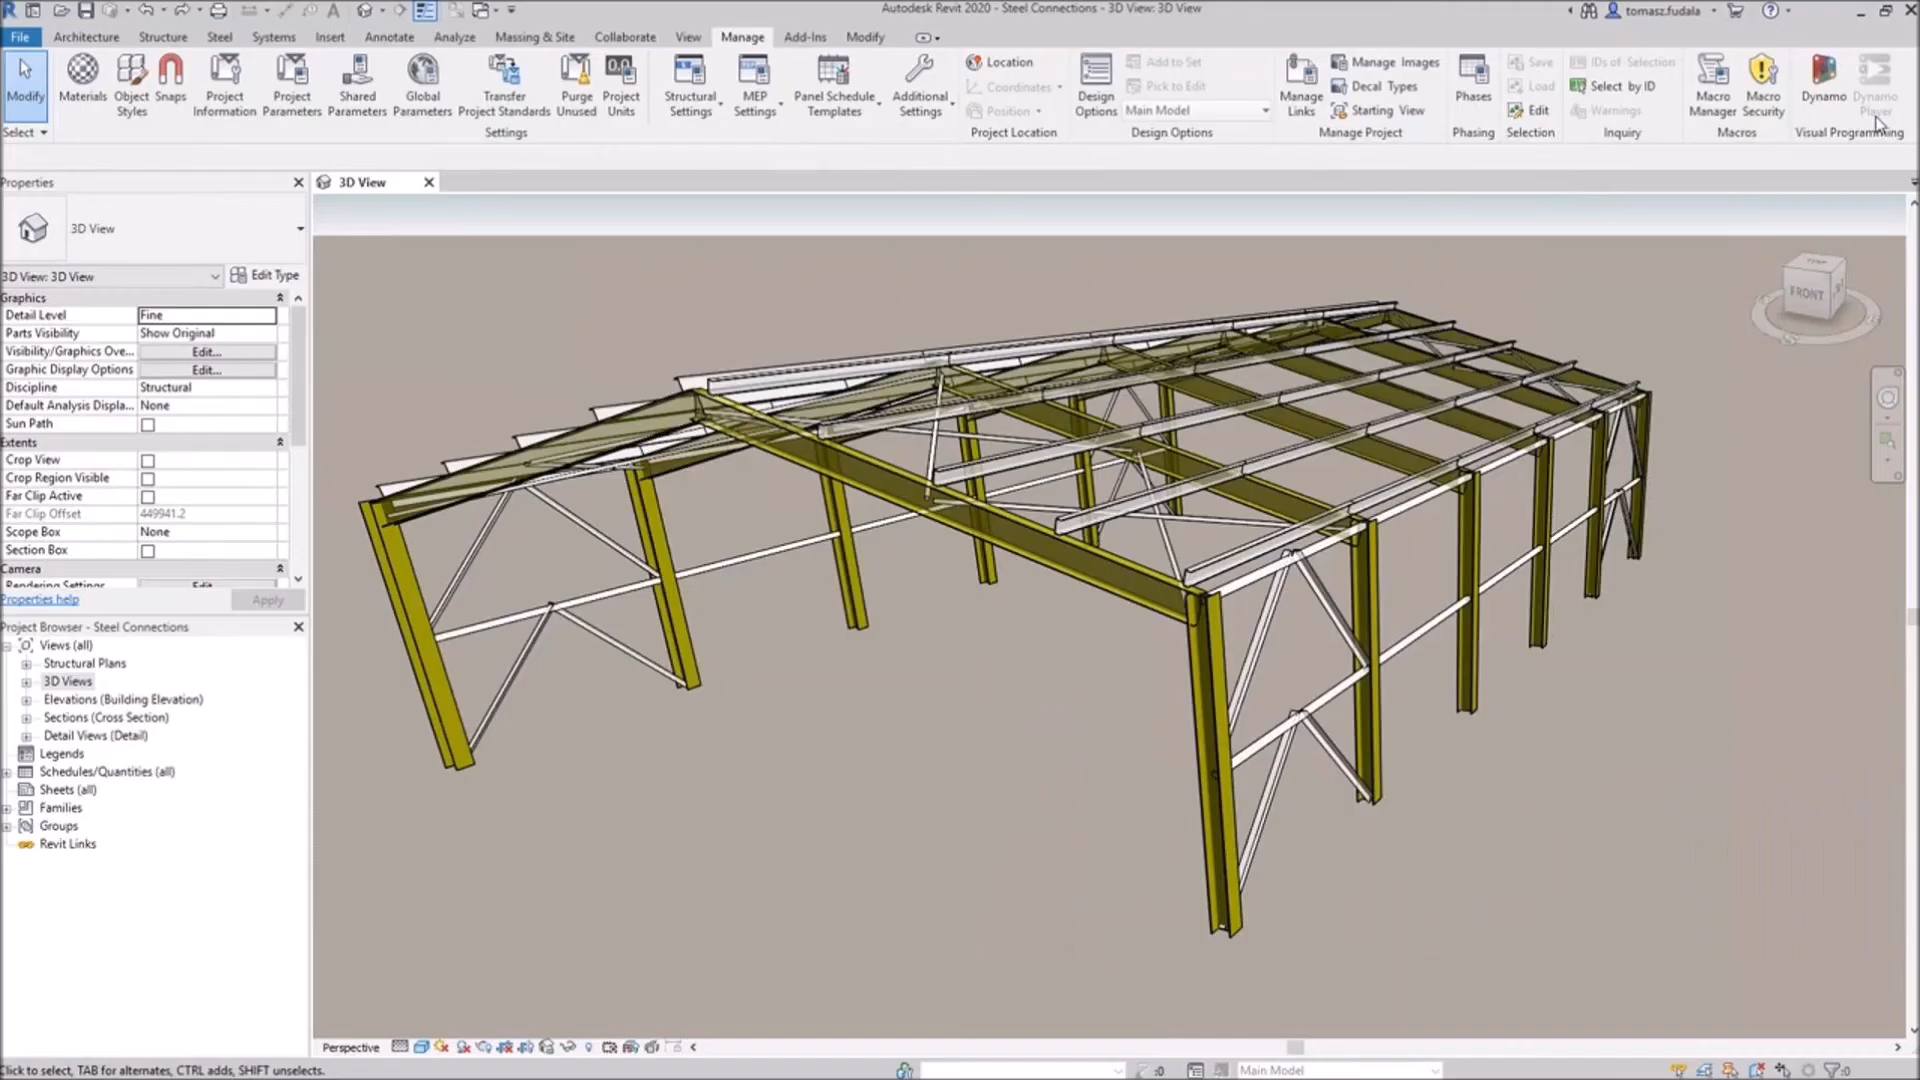 Autodesk Revit 2020 - Steel Connections - 3D View: 3D View
tomasz.fudala
File Architecture Structure Steel Systems Insert Annotate Analyze Massing & Site Collaborate View Manage Add-Ins Modify
Modify
Materials
Object Styles
Snaps
Project Information
Project Parameters
Shared Parameters
Global Parameters
Transfer Project Standards
Purge Unused
Project Units
Structural Settings
MEP Settings
Panel Schedule Templates
Additional Settings
Location
Coordinates
Position
Design Options
Add to Set
Pick to Edit
Main Model
Manage Links
Manage Images
Decal Types
Starting View
Phases
Save
Load
Edit
IDs of Selection
Select by ID
Warnings
Macro Manager
Macro Security
Dynamo
Dynamo Player
Select
Settings
Project Location
Design Options
Manage Project
Phasing
Selection
Inquiry
Macros
Visual Programming
Properties
3D View
3D View
3D View: 3D View
Edit Type
Graphics
Detail Level Fine
Parts Visibility Show Original
Visibility/Graphics Ove... Edit...
Graphic Display Options Edit...
Discipline Structural
Default Analysis Displa... None
Sun Path
Extents
Crop View
Crop Region Visible
Far Clip Active
Far Clip Offset 449941.2
Scope Box None
Section Box
Camera
Rendering Settings Edit
Properties help
Apply
Project Browser - Steel Connections
Views (all)
Structural Plans
3D Views
Elevations (Building Elevation)
Sections (Cross Section)
Detail Views (Detail)
Legends
Schedules/Quantities (all)
Sheets (all)
Families
Groups
Revit Links
TOP
FRONT
Perspective
Click to select, TAB for alternates, CTRL adds, SHIFT unselects.
:0
Main Model
:0